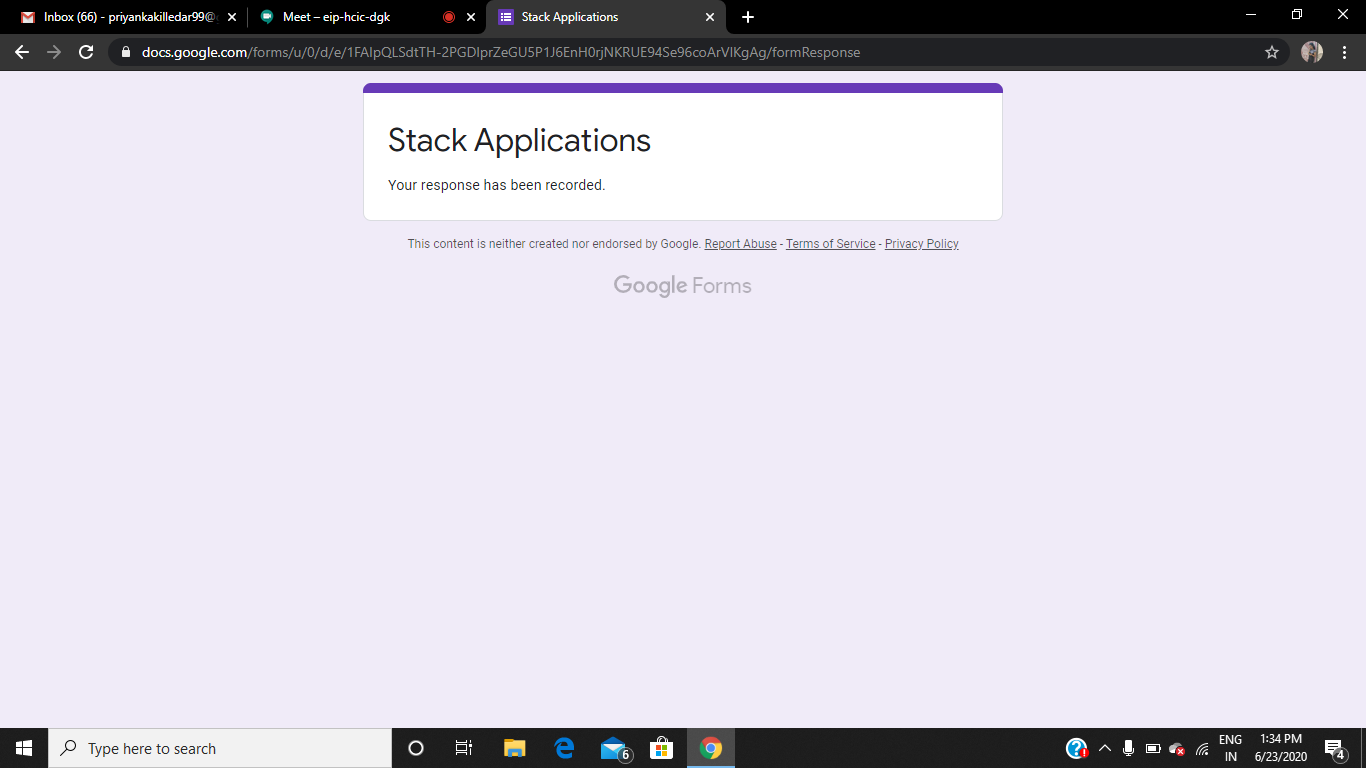 Inbox (66) - priyankakilledar99@
Meet – eip-hcic-dgk
Stack Applications
docs.google.com/forms/u/0/d/e/1FAIpQLSdtTH-2PGDIprZeGU5P1J6EnH0rjNKRUE94Se96coArVIKgAg/formResponse
Stack Applications
Your response has been recorded.
This content is neither created nor endorsed by Google. Report Abuse - Terms of Service - Privacy Policy
Google Forms
Type here to search
6
ENG
IN
1:34 PM
6/23/2020
4